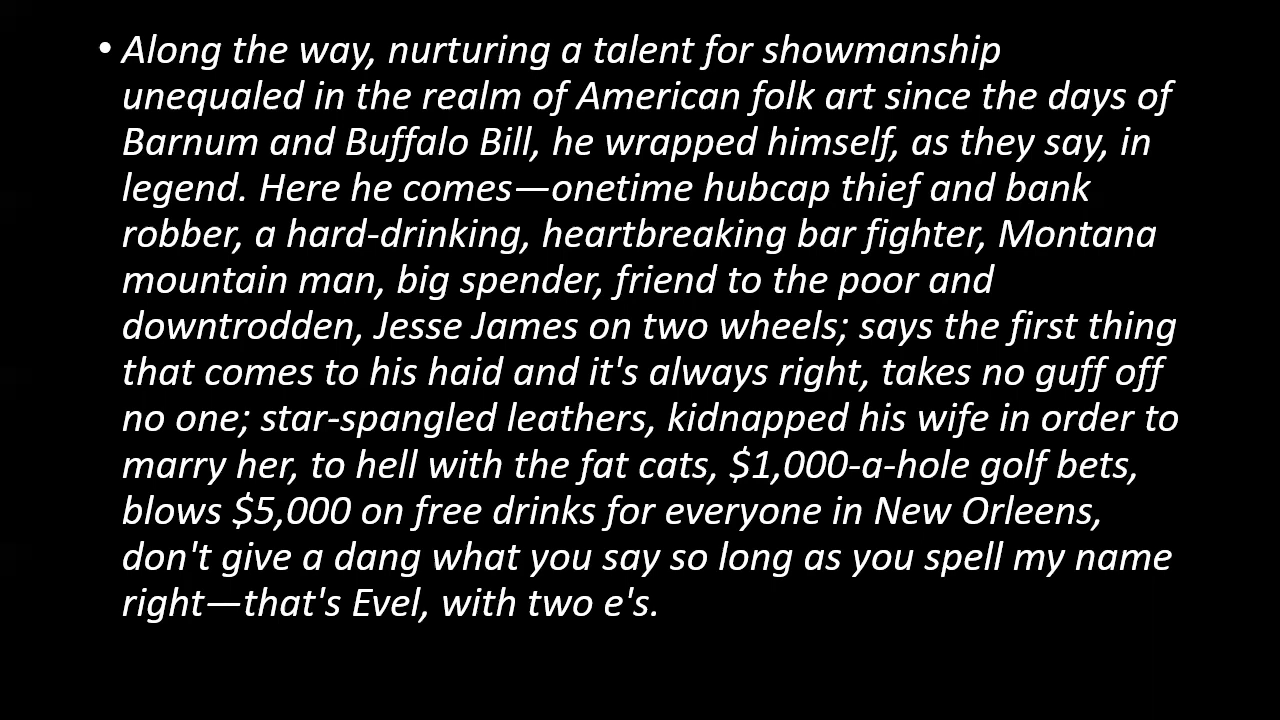 • Along the way, nurturing a talent for showmanship
unequaled in the realm of American folk art since the days of
Barnum and Buffalo Bill, he wrapped himself, as they say, in
legend. Here he comes—onetime hubcap thief and bank
robber, a hard-drinking, heartbreaking bar fighter, Montana
mountain man, big spender, friend to the poor and
downtrodden, Jesse James on two wheels; says the first thing
that comes to his haid and it's always right, takes no guff off
no one; star-spangled leathers, kidnapped his wife in order to
marry her, to hell with the fat cats, $1,000-a-hole golf bets,
blows $5,000 on free drinks for everyone in New Orleens,
don't give a dang what you say so long as you spell my name
right—that's Evel, with two e's.